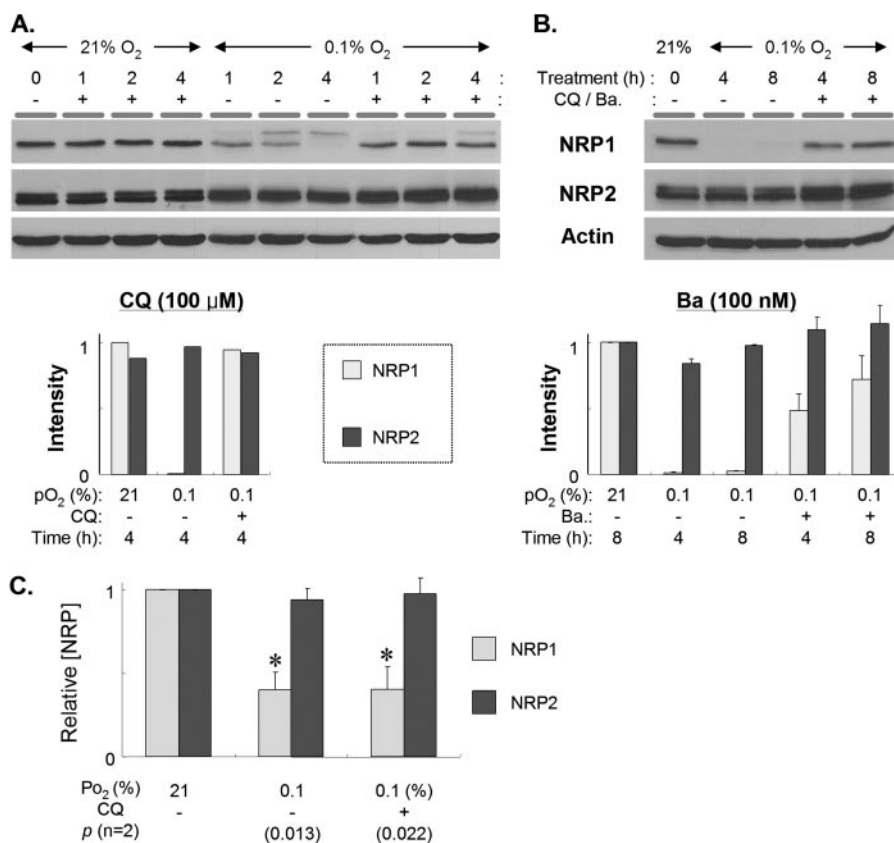 A.
21% O2
0.1% O2
0 1 2 4 1 2 4 1 2 4 :
- + + + - - - + + + :
B.
21% 0.1% O2
Treatment (h) : 0 4 8 4 8
CQ / Ba. : - - - + +
NRP1
NRP2
Actin
CQ (100 µM)
Intensity
1
0
pO2 (%): 21 0.1 0.1
CQ: - - +
Time (h): 4 4 4
NRP1
NRP2
Ba (100 nM)
Intensity
1
0
pO2 (%): 21 0.1 0.1 0.1 0.1
Ba.: - - - + +
Time (h): 8 4 8 4 8
C.
Relative [NRP]
1
0
* *
NRP1
NRP2
Po2 (%) 21 0.1 0.1 (%)
CQ - - +
p (n=2) (0.013) (0.022)